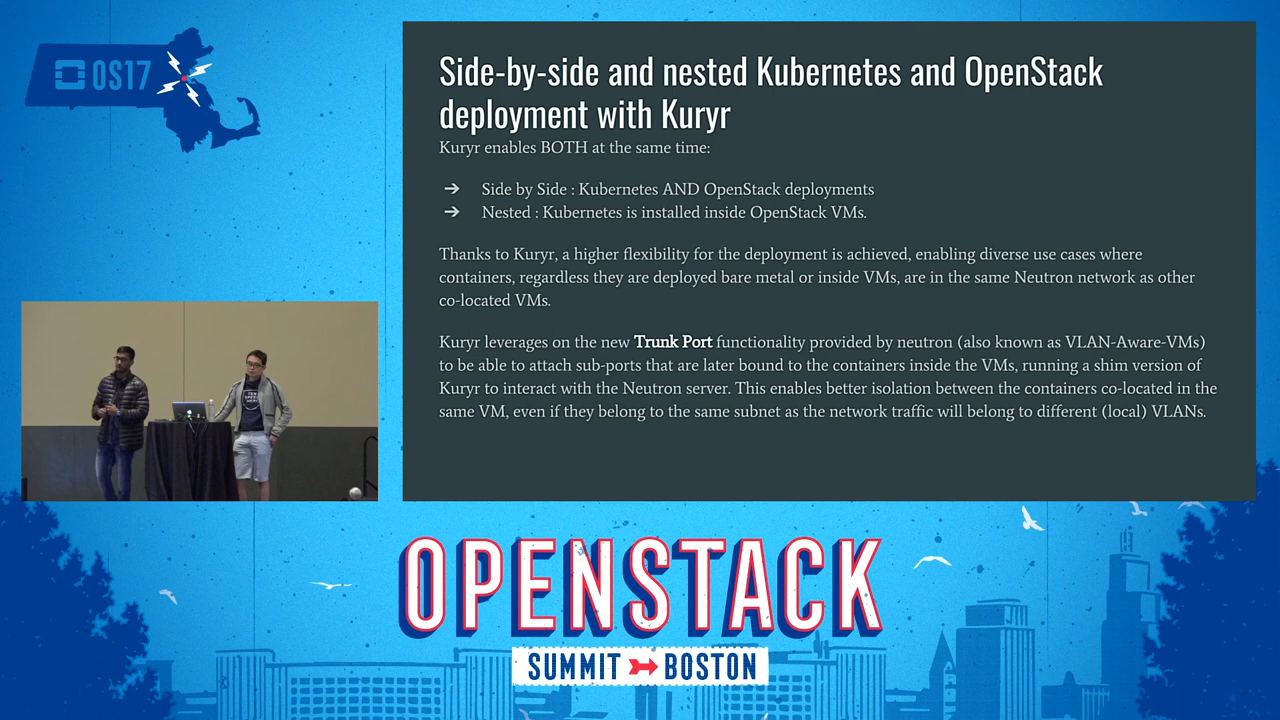 OS17
Side-by-side and nested Kubernetes and OpenStack
deployment with Kuryr
Kuryr enables BOTH at the same time:
➔ Side by Side : Kubernetes AND OpenStack deployments
➔ Nested : Kubernetes is installed inside OpenStack VMs.
Thanks to Kuryr, a higher flexibility for the deployment is achieved, enabling diverse use cases where
containers, regardless they are deployed bare metal or inside VMs, are in the same Neutron network as other
co-located VMs.
Kuryr leverages on the new Trunk Port functionality provided by neutron (also known as VLAN-Aware-VMs)
to be able to attach sub-ports that are later bound to the containers inside the VMs, running a shim version of
Kuryr to interact with the Neutron server. This enables better isolation between the containers co-located in the
same VM, even if they belong to the same subnet as the network traffic will belong to different (local) VLANs.
OPENSTACK
SUMMIT BOSTON